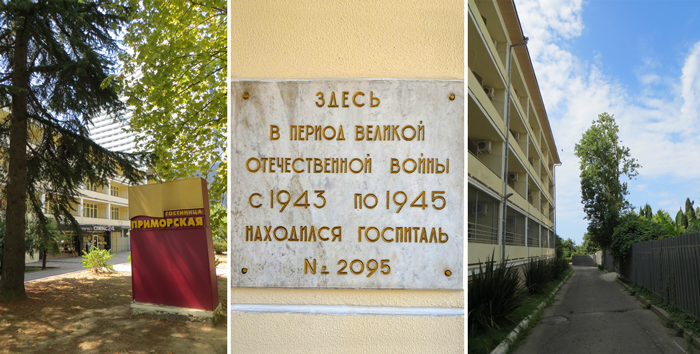 ГОСТИНИЦА
ПРИМОРСКАЯ
ЗДЕСЬ
В ПЕРИОД ВЕЛИКОЙ
ОТЕЧЕСТВЕННОЙ ВОЙНЫ
С 1943 ПО 1945
НАХОДИЛСЯ ГОСПИТАЛЬ
№ 2095